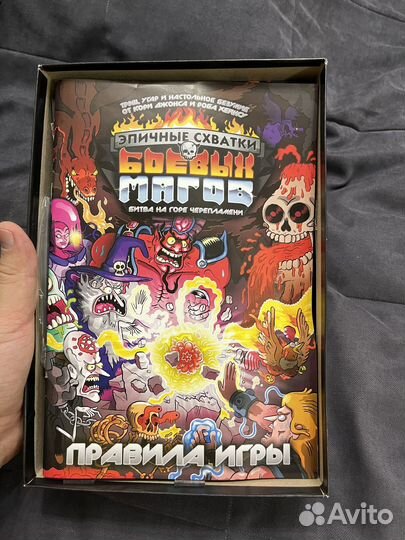 ТРЭШ, УГАР И НАСТОЛЬНОЕ БЕЗУМИЕ
ОТ КОРИ ДЖОНСА И РОБА ХЕЙНСУ
ЭПИЧНЫЕ СХВАТКИ
БОЕВЫХ
МАГОВ
БИТВА НА ГОРЕ ЧЕРЕПЛАМЕНИ
ПРАВИЛА ИГРЫ
Avito